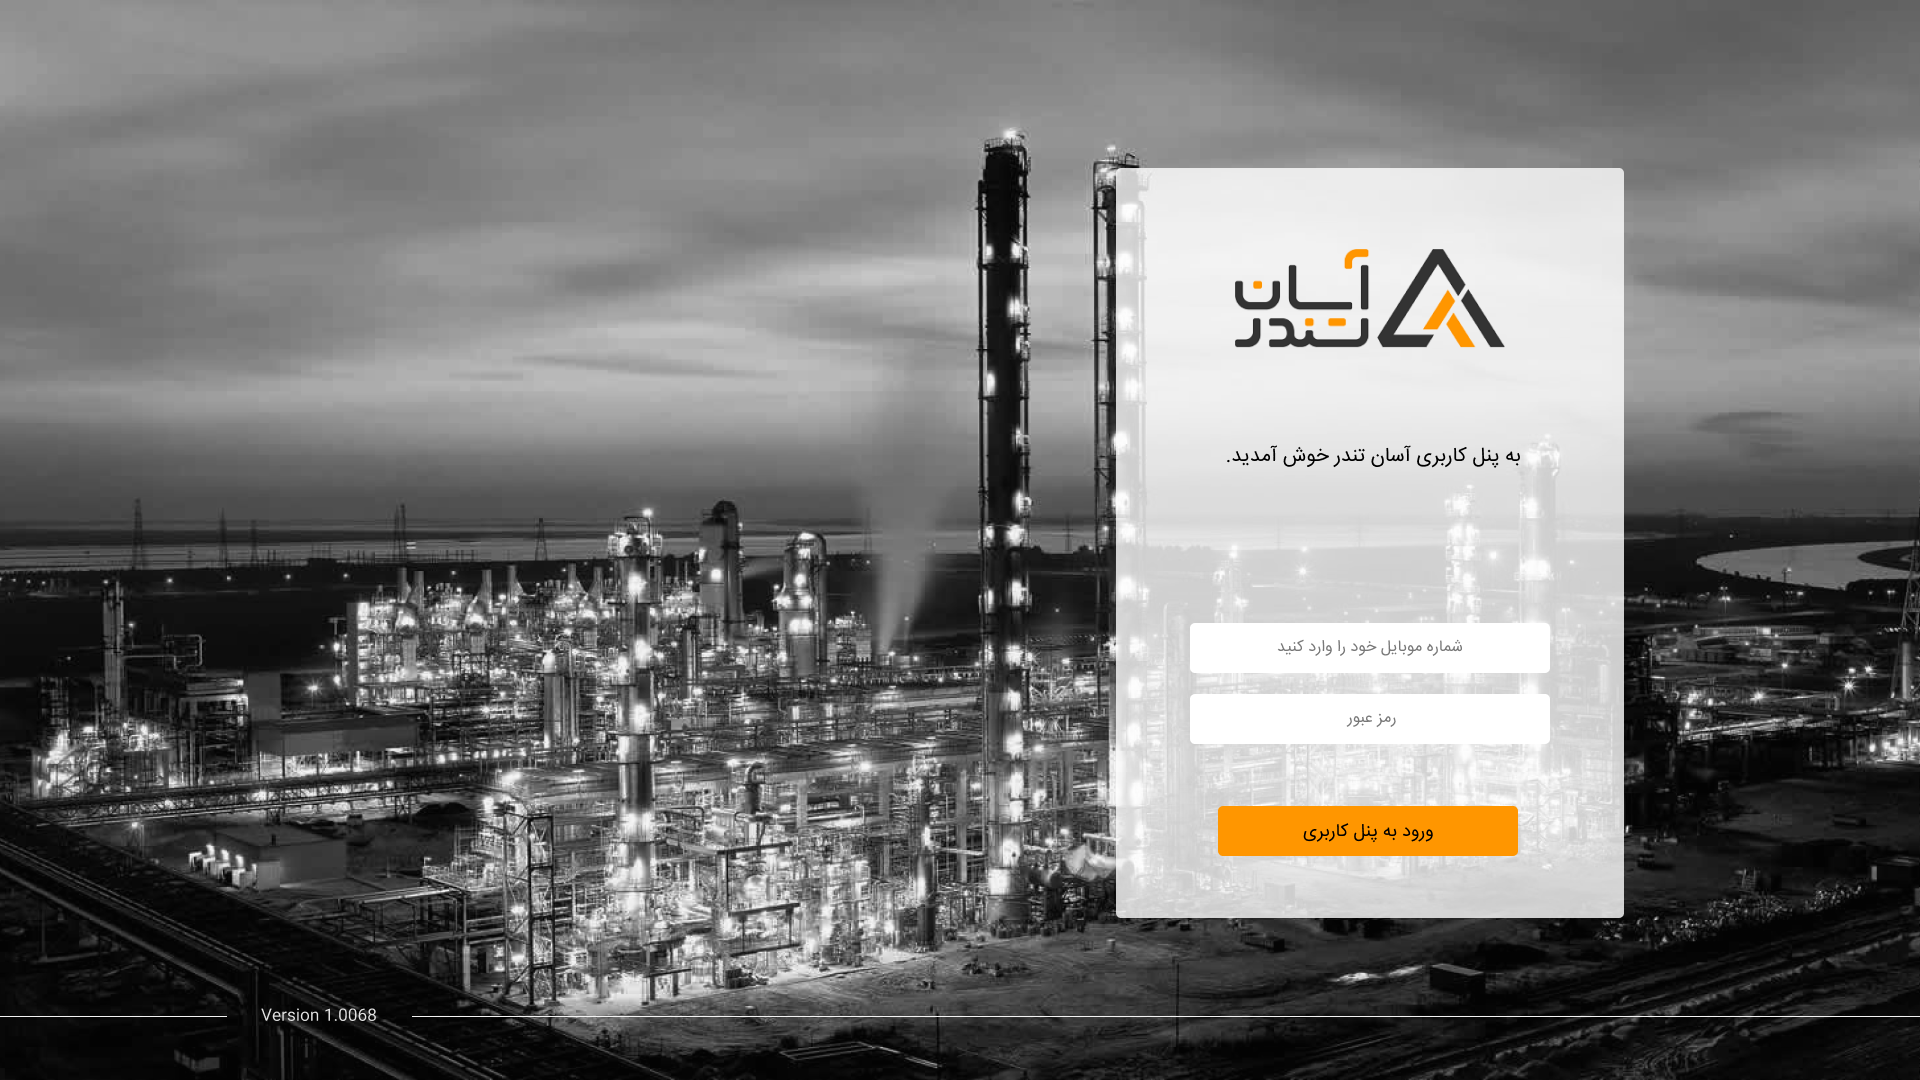 آسان
تندر
به پنل کاربری آسان تندر خوش آمدید.
شماره موبایل خود را وارد کنید
رمز عبور
ورود به پنل کاربری
Version 1.0068